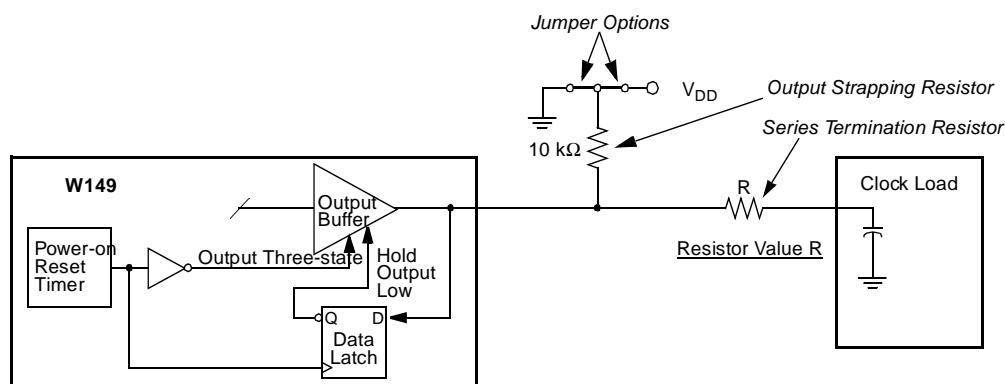 Jumper Options
V_DD
Output Strapping Resistor
Series Termination Resistor
10 kΩ
W149
Output
Buffer
R
Clock Load
Power-on
Reset
Timer
Output Three-state
Hold
Output
Low
Resistor Value R
Q
D
Data
Latch